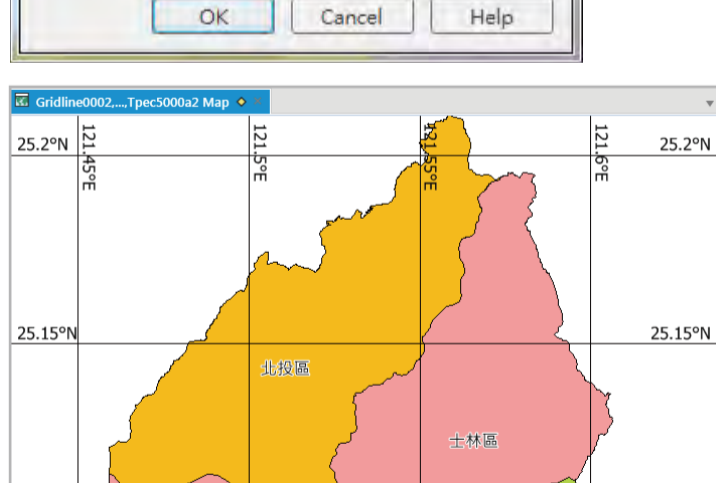 OK Cancel Help
Gridline0002,...,Tpec5000a2 Map
121.45°E 121.5°E 121.55°E 121.6°E
25.2°N 25.2°N
25.15°N 25.15°N
北投區
士林區